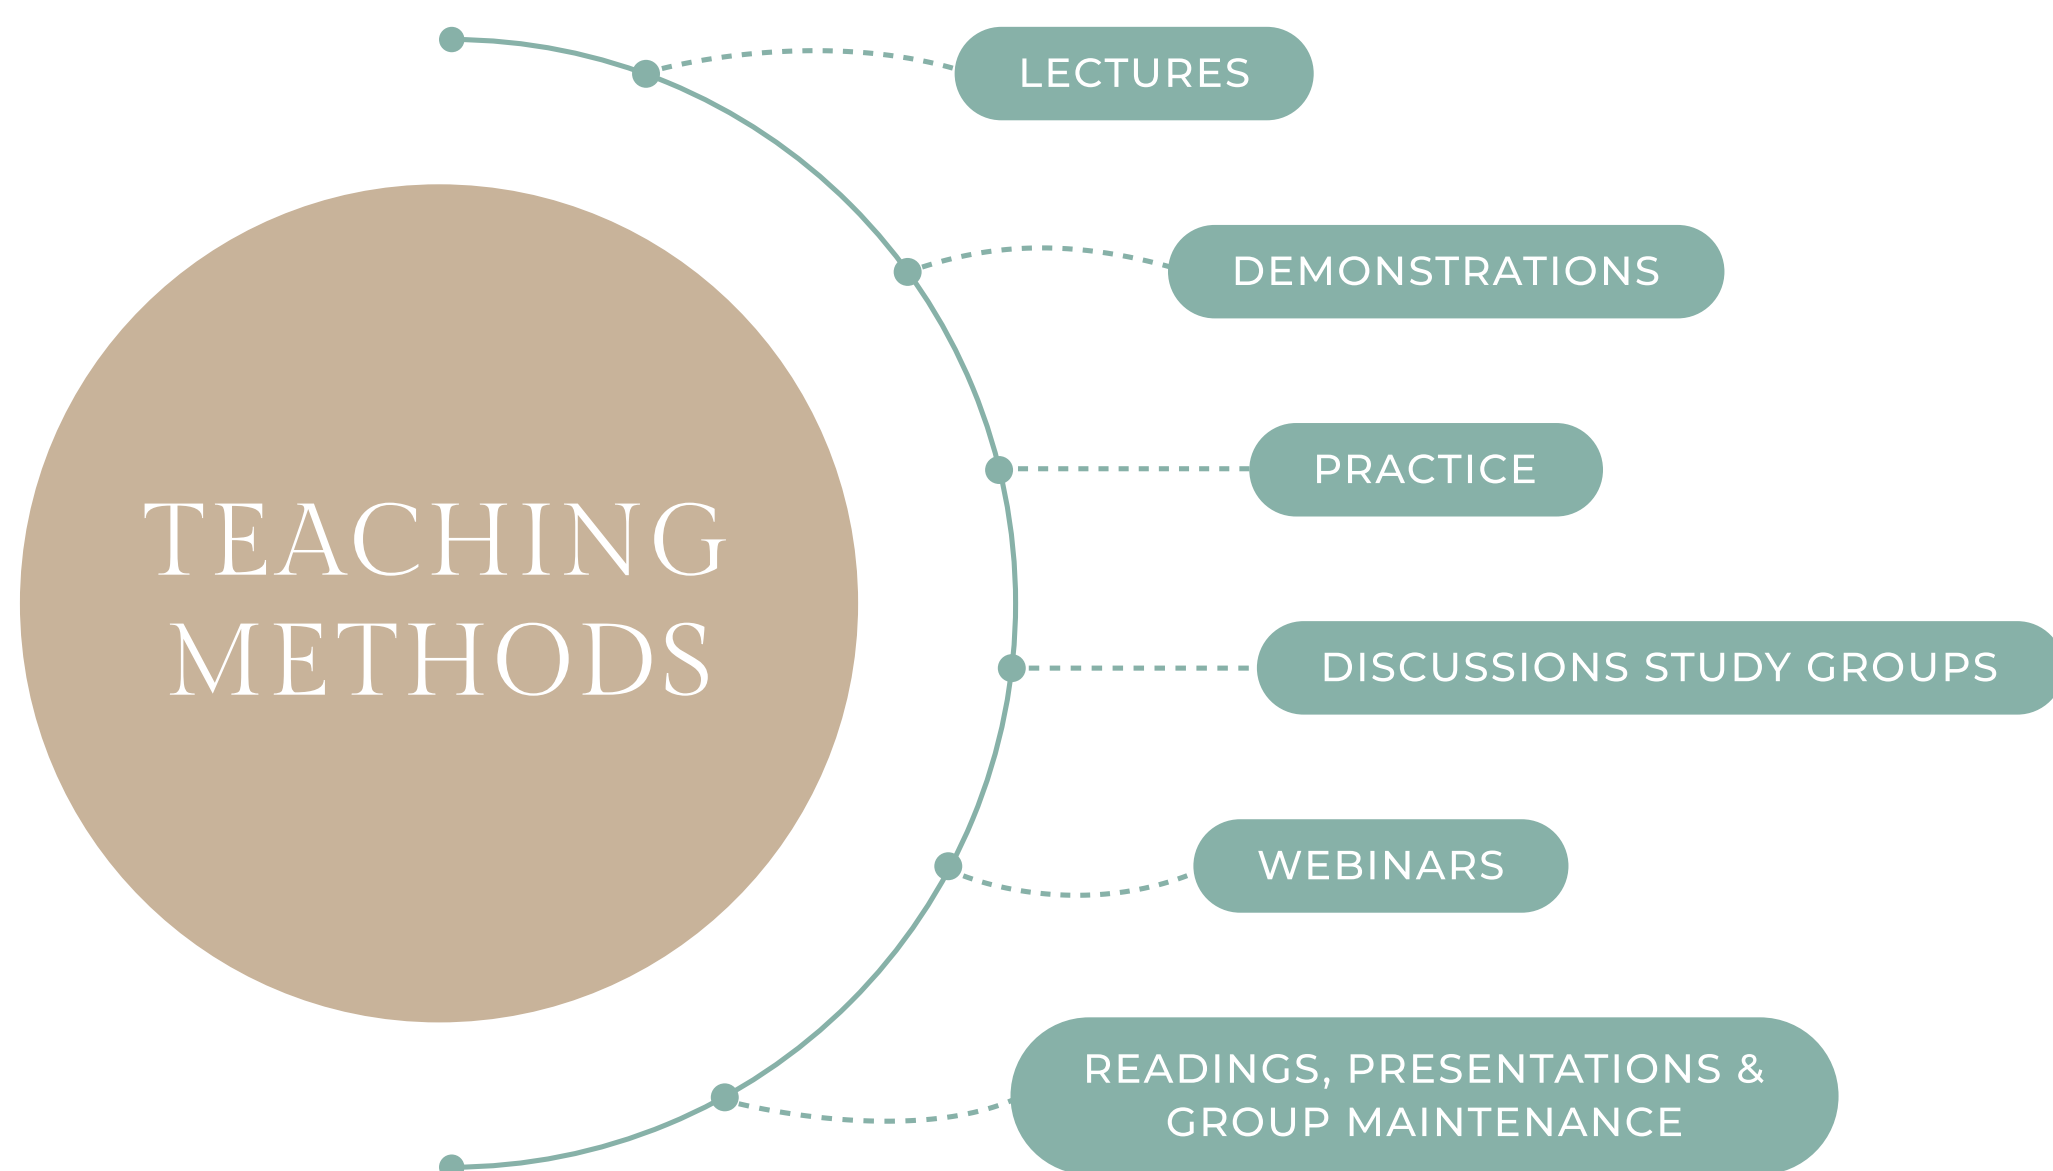 TEACHING
METHODS
LECTURES
DEMONSTRATIONS
PRACTICE
DISCUSSIONS STUDY GROUPS
WEBINARS
READINGS, PRESENTATIONS &
GROUP MAINTENANCE